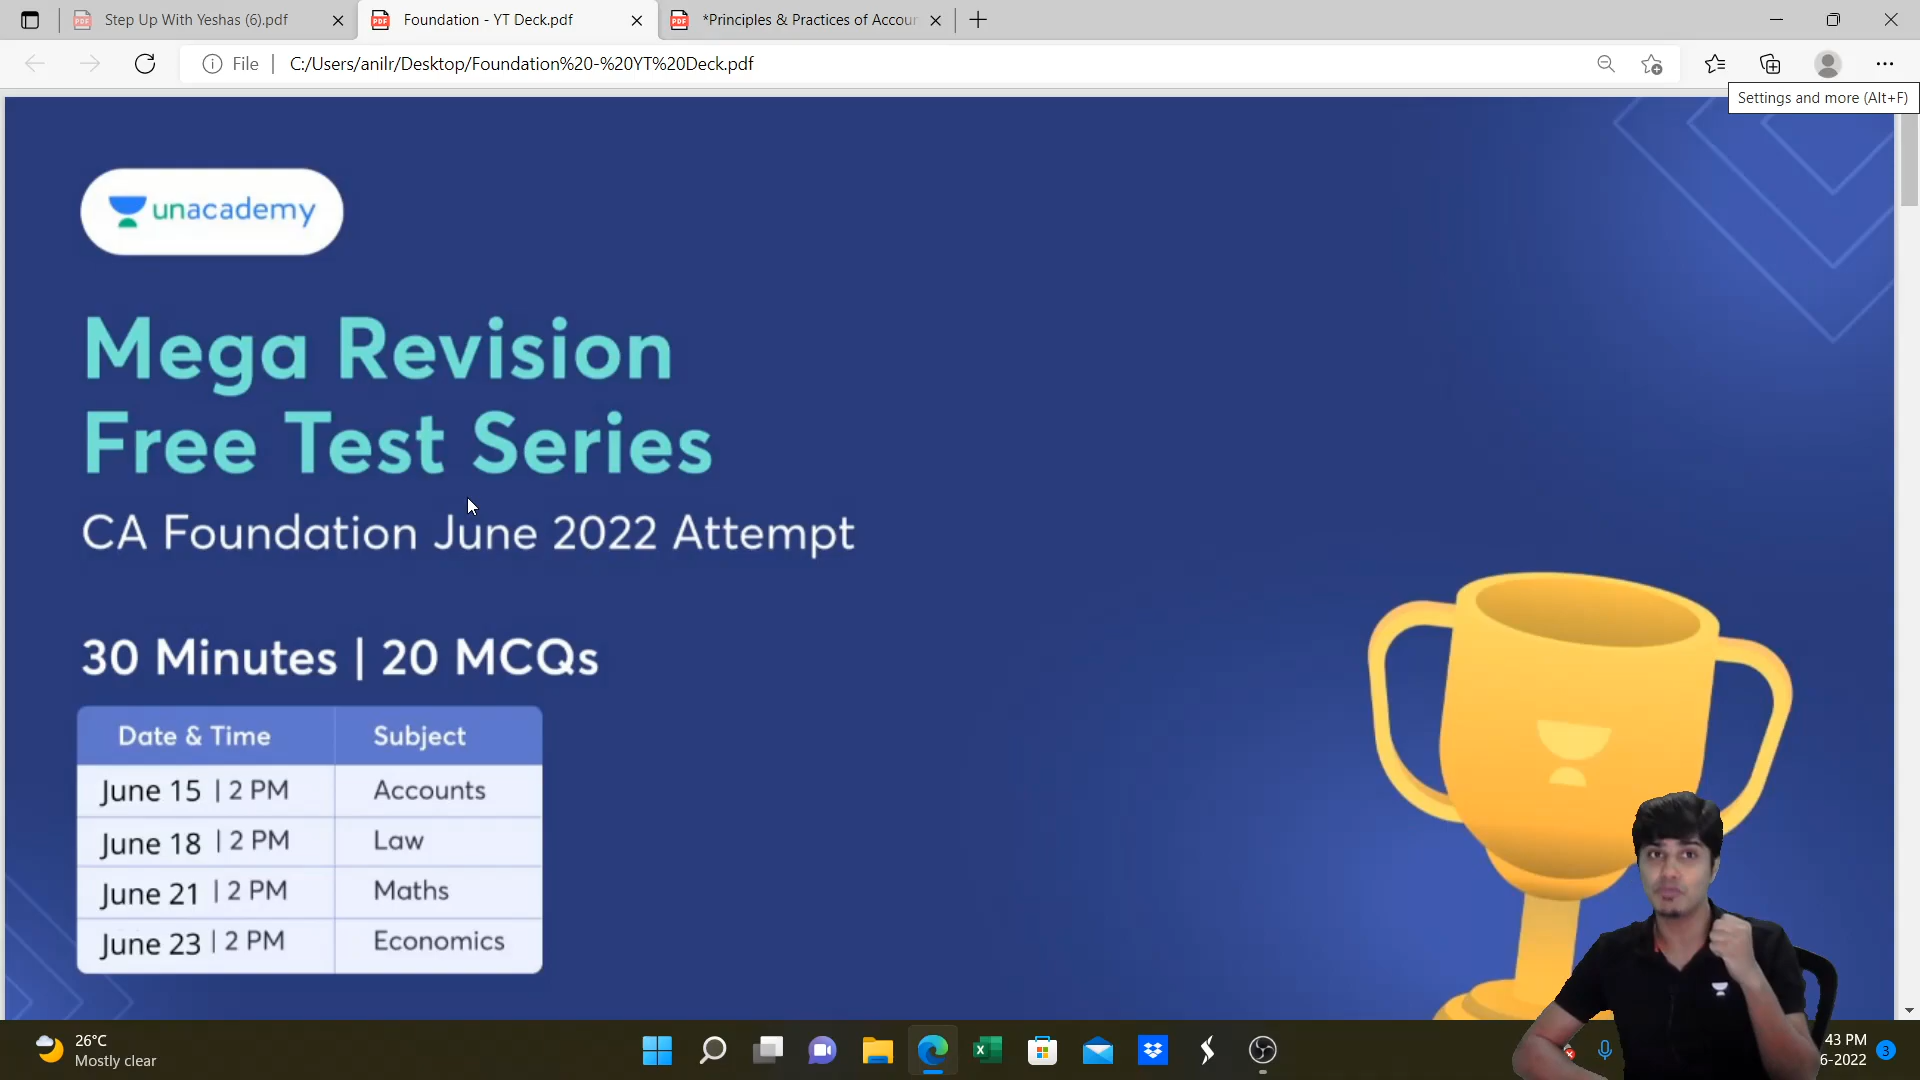 Step Up With Yeshas (6).pdf
Foundation - YT Deck.pdf
*Principles & Practices of Accour
File
C:/Users/anilr/Desktop/Foundation%20-%20YT%20Deck.pdf
Settings and more (Alt+F)
unacademy
Mega Revision
Free Test Series
CA Foundation June 2022 Attempt
30 Minutes | 20 MCQs
Date & Time Subject
June 15 | 2 PM Accounts
June 18 | 2 PM Law
June 21 | 2 PM Maths
June 23 | 2 PM Economics
26°C
Mostly clear
43 PM
6-2022
3